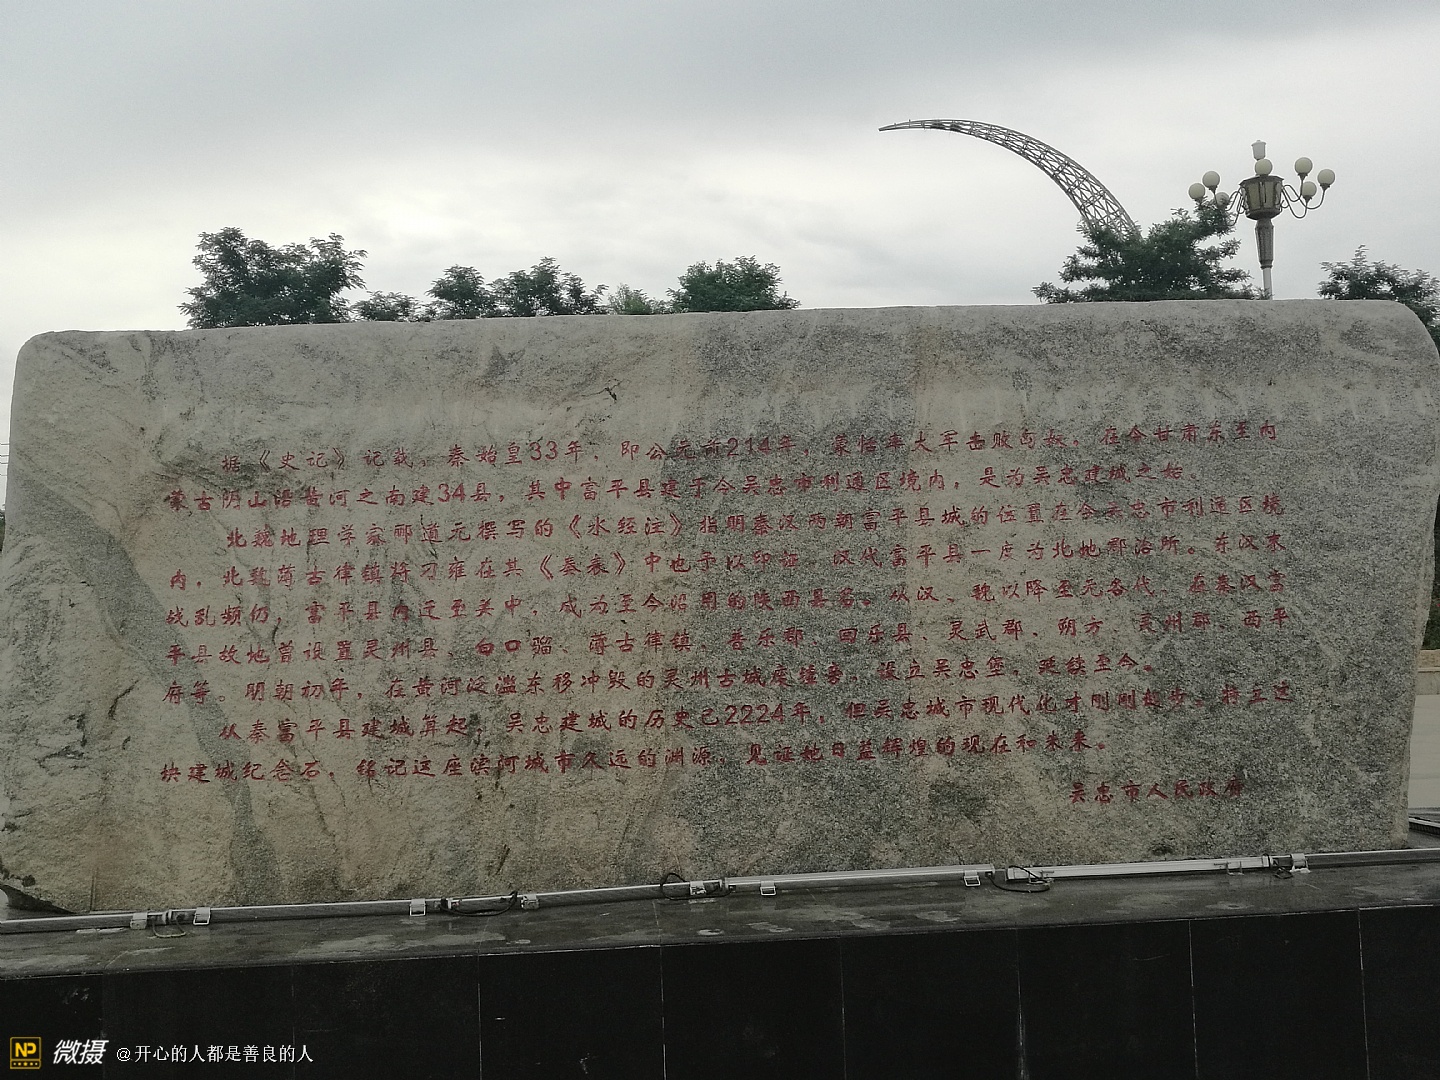 据《史记》记载，秦始皇33年，即公元前214年，蒙恬率大军击败匈奴，在今甘肃东至内
蒙古阴山沿黄河之南建34县，其中富平县建于今吴忠市利通区境内，是为吴忠建城之始
北魏地理学家郦道元撰写的《水经注》指明秦汉两朝富平县城的位置在今吴忠市利通区境
内，北魏薄古律镇将刁雍在其《表》中也予以印证 汉代富平县一度为北地郡治所。东汉末
战乱频仍，富平县内迁至关中，成为至今沿用的陕西县名。从汉、魏以降至元各代 在秦汉富
平县故地曾设置灵州县、白口骝、薄古律镇、普乐郡、回乐县、灵武郡、朔方、灵州郡、西平
府等。明朝初年，在黄河泛滥东移冲毁的灵州古城废墟旁，设立吴忠堡，延续至今。
从秦富平县建城算起，吴忠建城的历史已2224年，但吴忠城市现代化才刚刚起步。特立这
块建城纪念石，铭记这座滨河城市久远的渊源，见证她日益辉煌的现在和未来。
吴忠市人民政府
NP 微摄 @开心的人都是善良的人